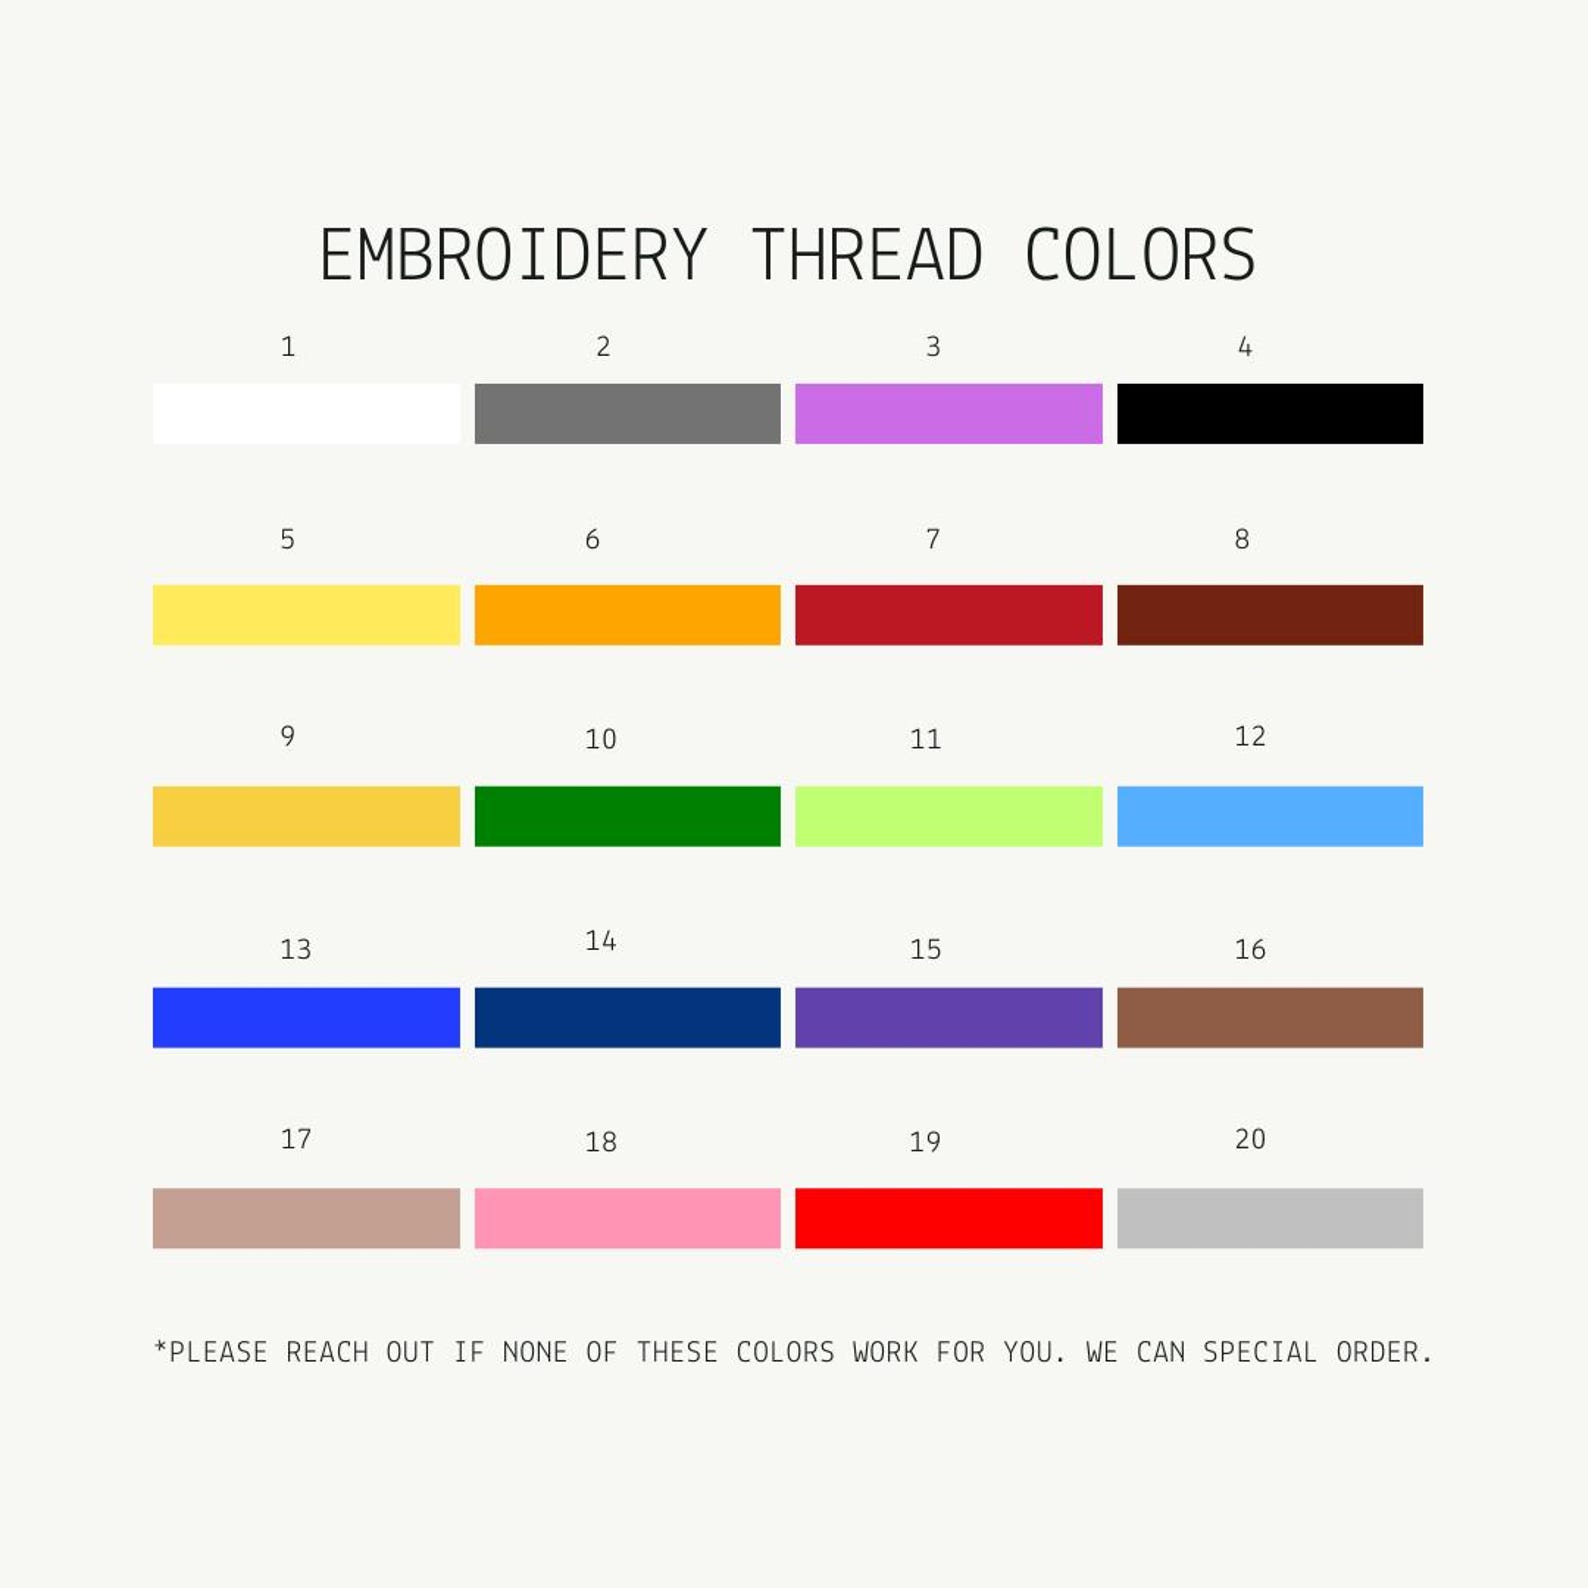 EMBROIDERY THREAD COLORS
1 2 3 4
5 6 7 8
9 10 11 12
13 14 15 16
17 18 19 20
*PLEASE REACH OUT IF NONE OF THESE COLORS WORK FOR YOU. WE CAN SPECIAL ORDER.